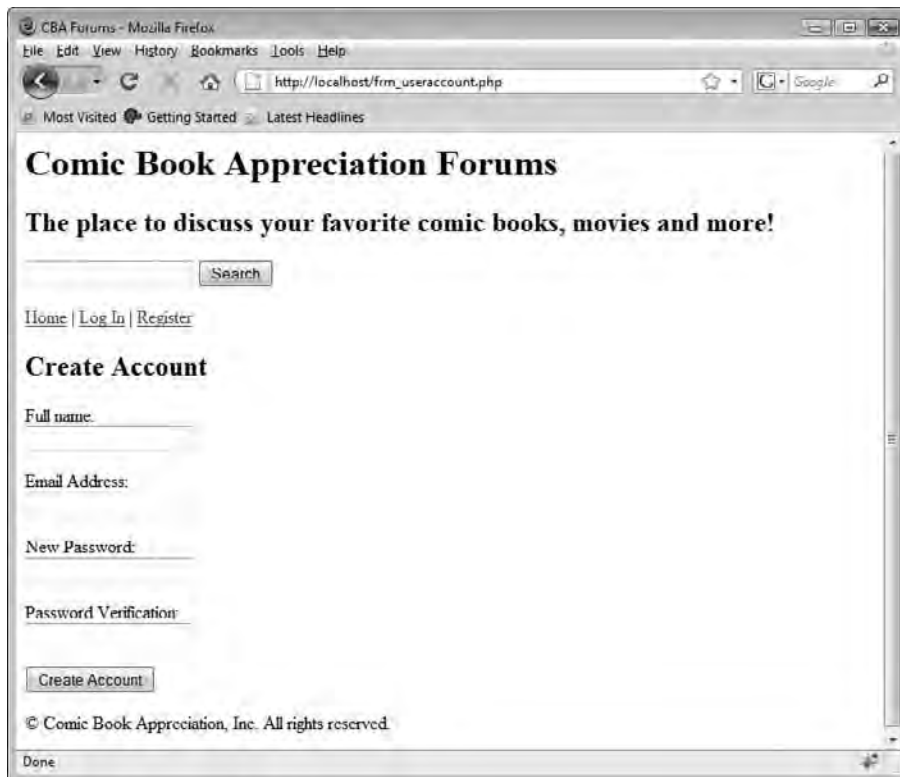 CBA Forums - Mozilla Firefox
File Edit View History Bookmarks Tools Help
http://localhost/frm_useraccount.php
G Google
Most Visited Getting Started Latest Headlines
Comic Book Appreciation Forums
The place to discuss your favorite comic books, movies and more!
Search
Home | Log In | Register
Create Account
Full name:
Email Address:
New Password:
Password Verification:
Create Account
© Comic Book Appreciation, Inc. All rights reserved.
Done